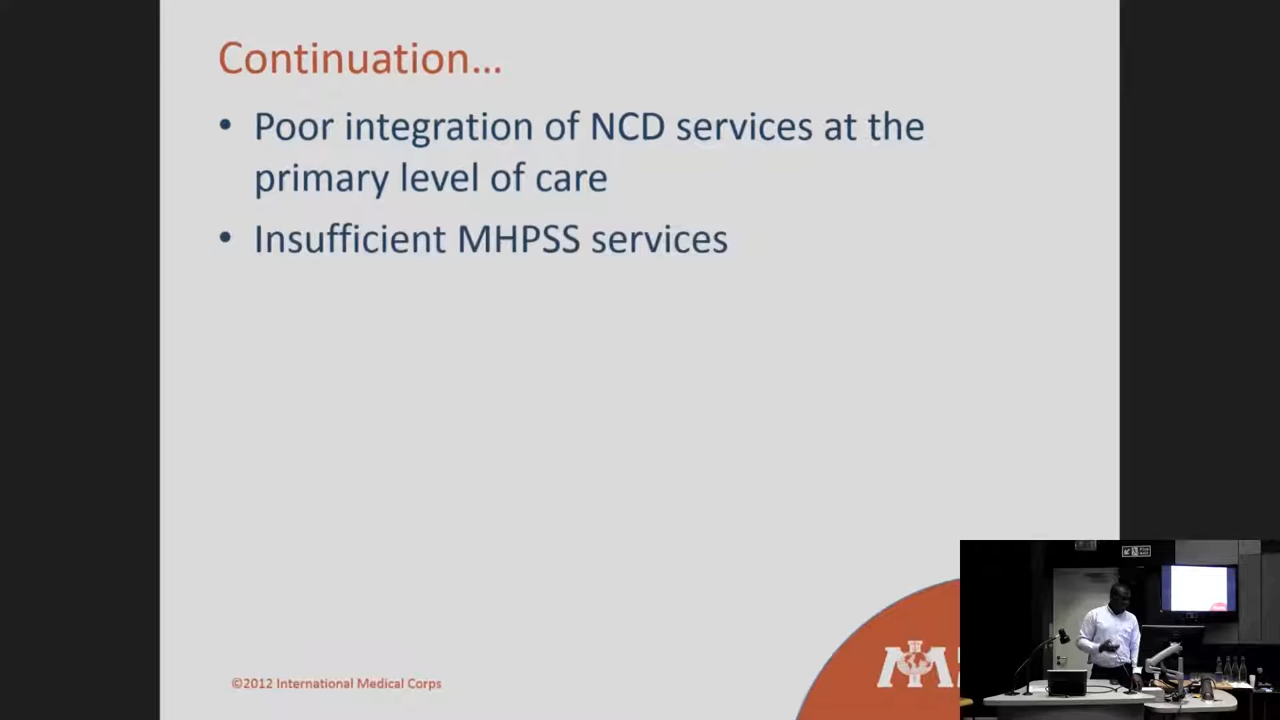 Continuation...
• Poor integration of NCD services at the
primary level of care
• Insufficient MHPSS services
©2012 International Medical Corps